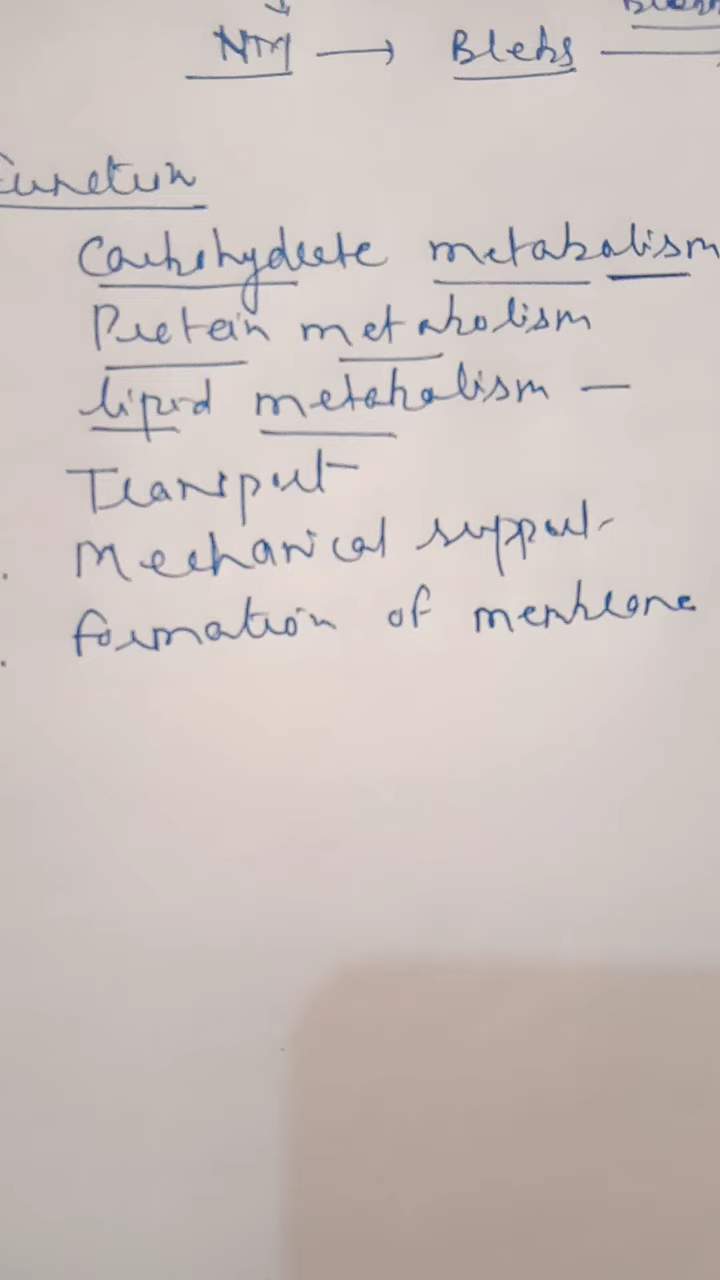 NM → Blebs
Function
Carbohydrate metabolism
Protein metabolism
lipid metabolism —
Transport
Mechanical support
formation of membrane